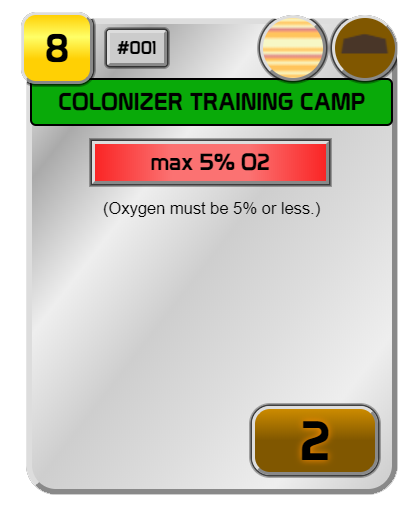 8
#001
COLONIZER TRAINING CAMP
max 5% O2
(Oxygen must be 5% or less.)
2